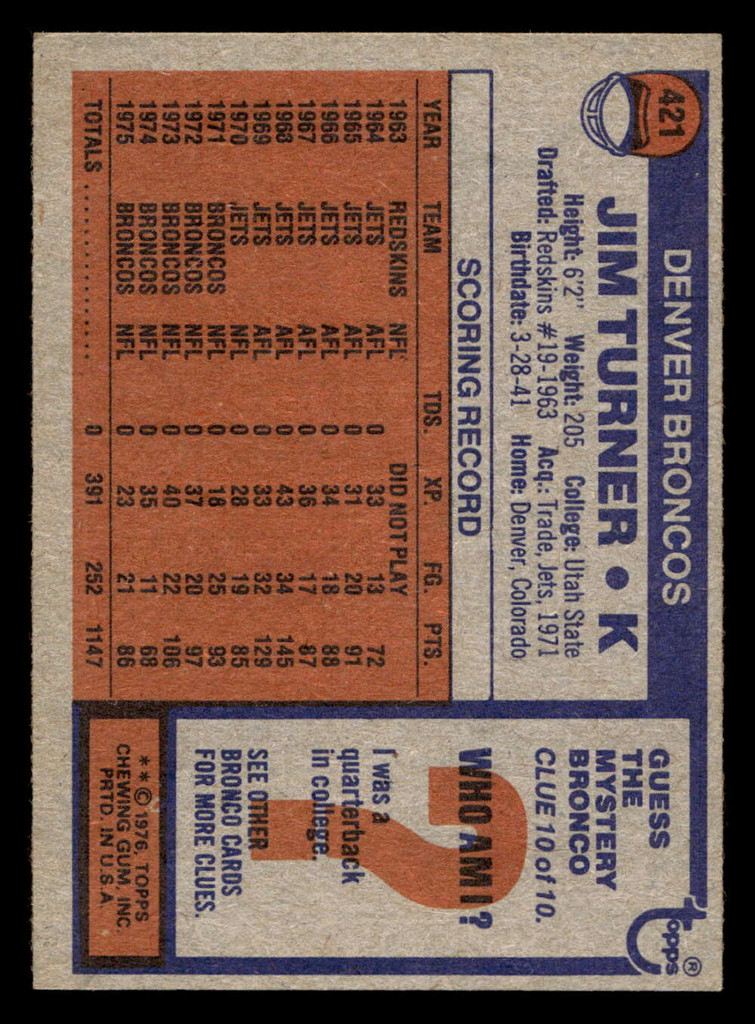 421
DENVER BRONCOS
JIM TURNER • K
Height: 6'2" Weight: 205 College: Utah State
Drafted: Redskins #19-1963 Acq.: Trade, Jets, 1971
Birthdate: 3-28-41 Home: Denver, Colorado
SCORING RECORD
YEAR TEAM TDS. XP. FG. PTS.
1963 REDSKINS NFL DID NOT PLAY
1964 JETS AFL 0 33 13 72
1965 JETS AFL 0 31 20 91
1966 JETS AFL 0 34 18 88
1967 JETS AFL 0 36 17 87
1968 JETS AFL 0 43 34 145
1969 JETS AFL 0 33 32 129
1970 JETS NFL 0 28 19 85
1971 BRONCOS NFL 0 18 25 93
1972 BRONCOS NFL 0 37 20 97
1973 BRONCOS NFL 0 40 22 106
1974 BRONCOS NFL 0 35 11 68
1975 BRONCOS NFL 0 23 21 86
TOTALS .................... 0 391 252 1147
topps®
GUESS
THE
MYSTERY
BRONCO
CLUE 10 of 10.
WHO AM I?
?
I was a
quarterback
in college.
SEE OTHER
BRONCO CARDS
FOR MORE CLUES.
**© 1976, TOPPS
CHEWING GUM, INC.
PRTD. IN U.S.A.